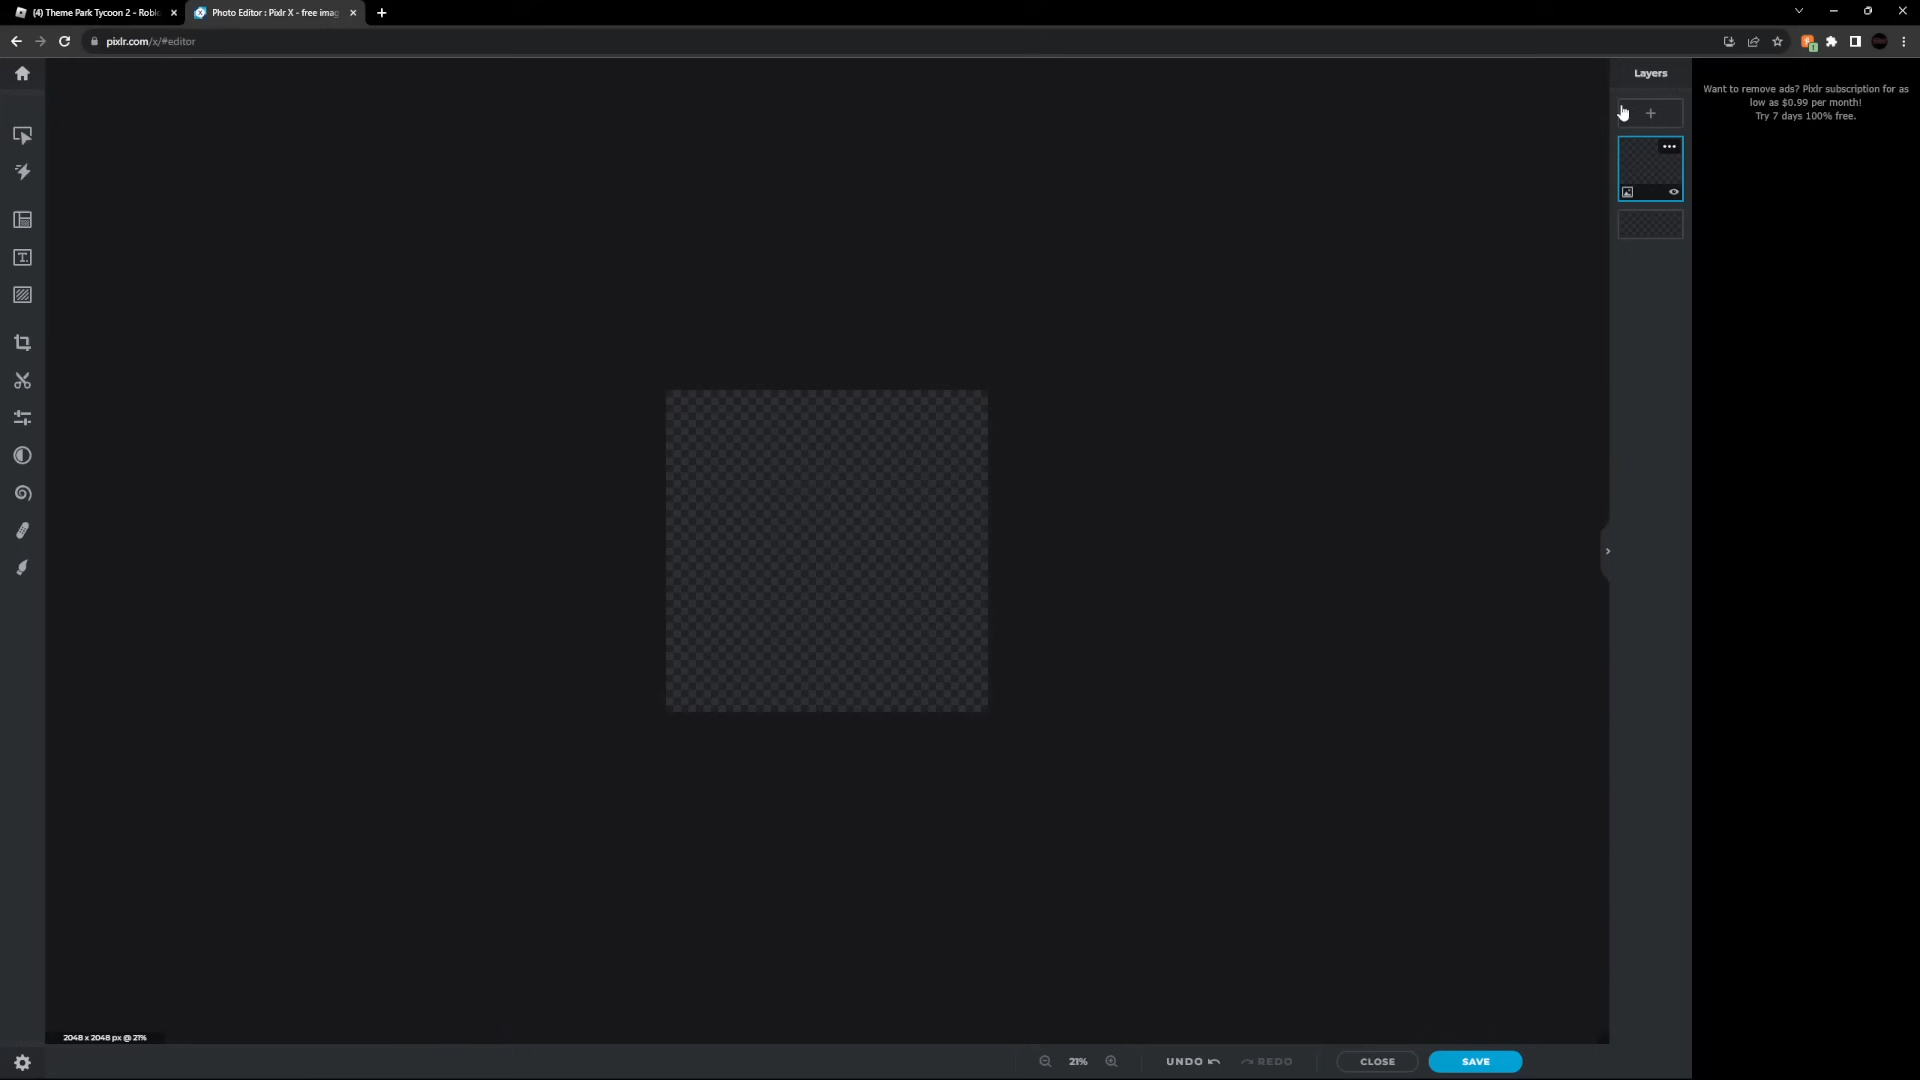 (4) Theme Park Tycoon 2 - Roblo
Photo Editor : Pixlr X - free imag
pixlr.com/x/#editor
Layers
Want to remove ads? Pixlr subscription for as
low as $0.99 per month!
Try 7 days 100% free.
2048 x 2048 px @ 21%
21%
UNDO
REDO
CLOSE
SAVE